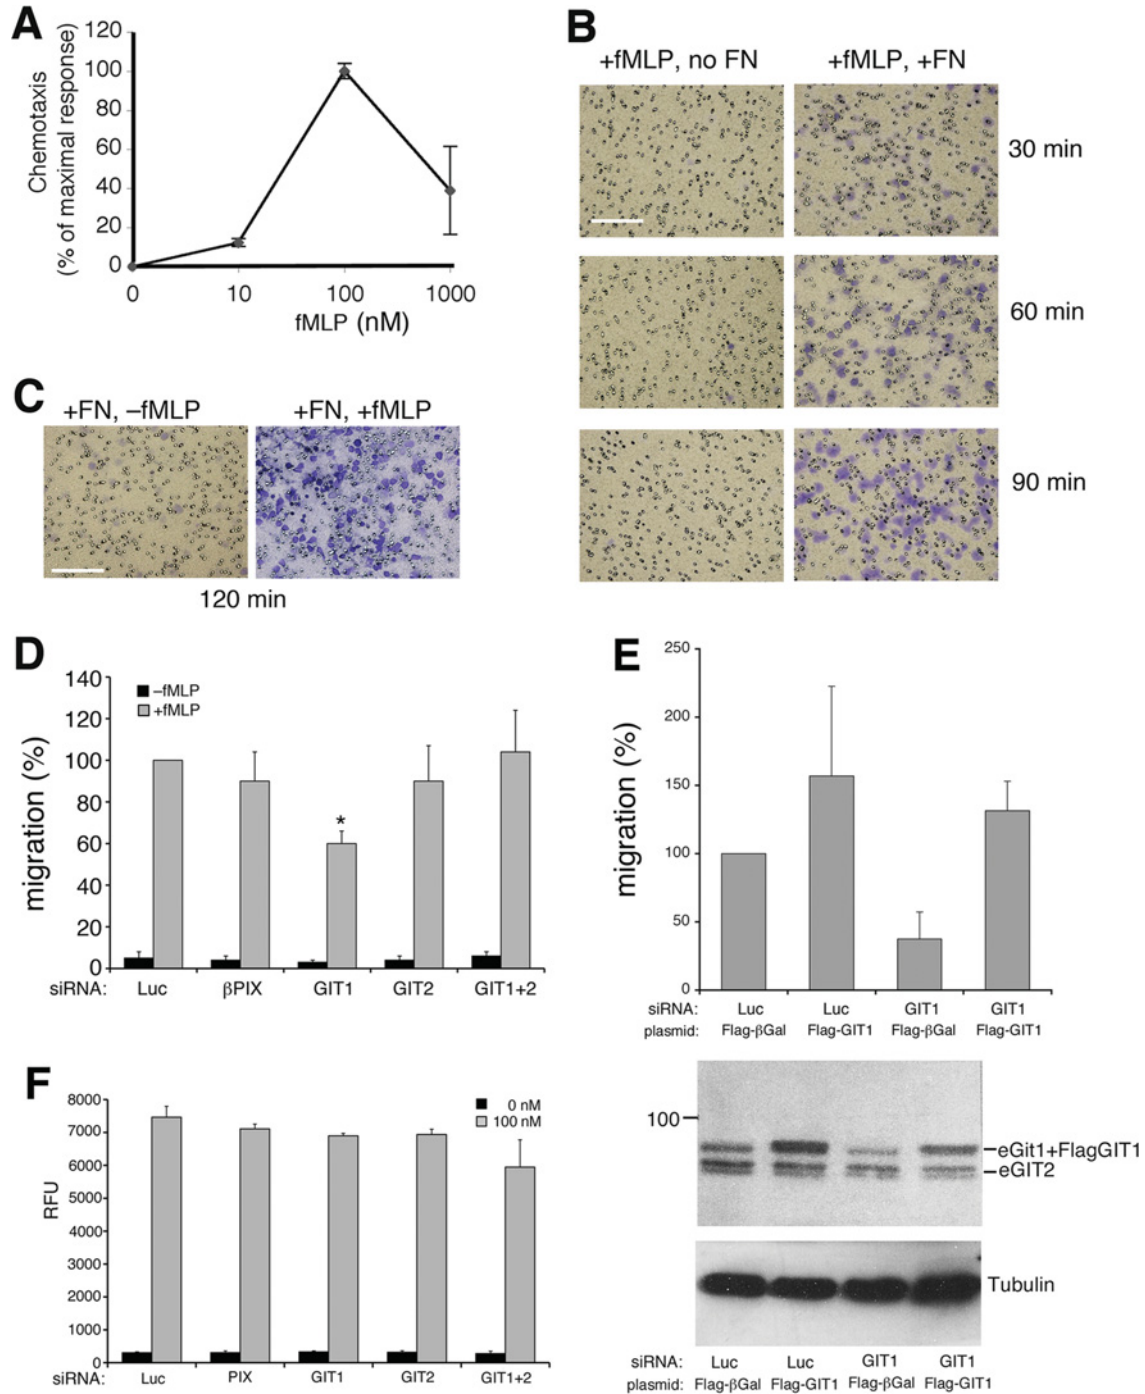 A
Chemotaxis
(% of maximal response)
120
100
80
60
40
20
0
0 10 100 1000
fMLP (nM)
B
+fMLP, no FN +fMLP, +FN
30 min
60 min
90 min
C
+FN, –fMLP +FN, +fMLP
120 min
D
migration (%)
140
120
100
80
60
40
20
0
–fMLP
+fMLP
*
siRNA: Luc βPIX GIT1 GIT2 GIT1+2
E
migration (%)
250
200
150
100
50
0
siRNA: Luc Luc GIT1 GIT1
plasmid: Flag-βGal Flag-GIT1 Flag-βGal Flag-GIT1
100
eGit1+FlagGIT1
eGIT2
Tubulin
siRNA: Luc Luc GIT1 GIT1
plasmid: Flag-βGal Flag-GIT1 Flag-βGal Flag-GIT1
F
RFU
8000
7000
6000
5000
4000
3000
2000
1000
0
0 nM
100 nM
siRNA: Luc PIX GIT1 GIT2 GIT1+2